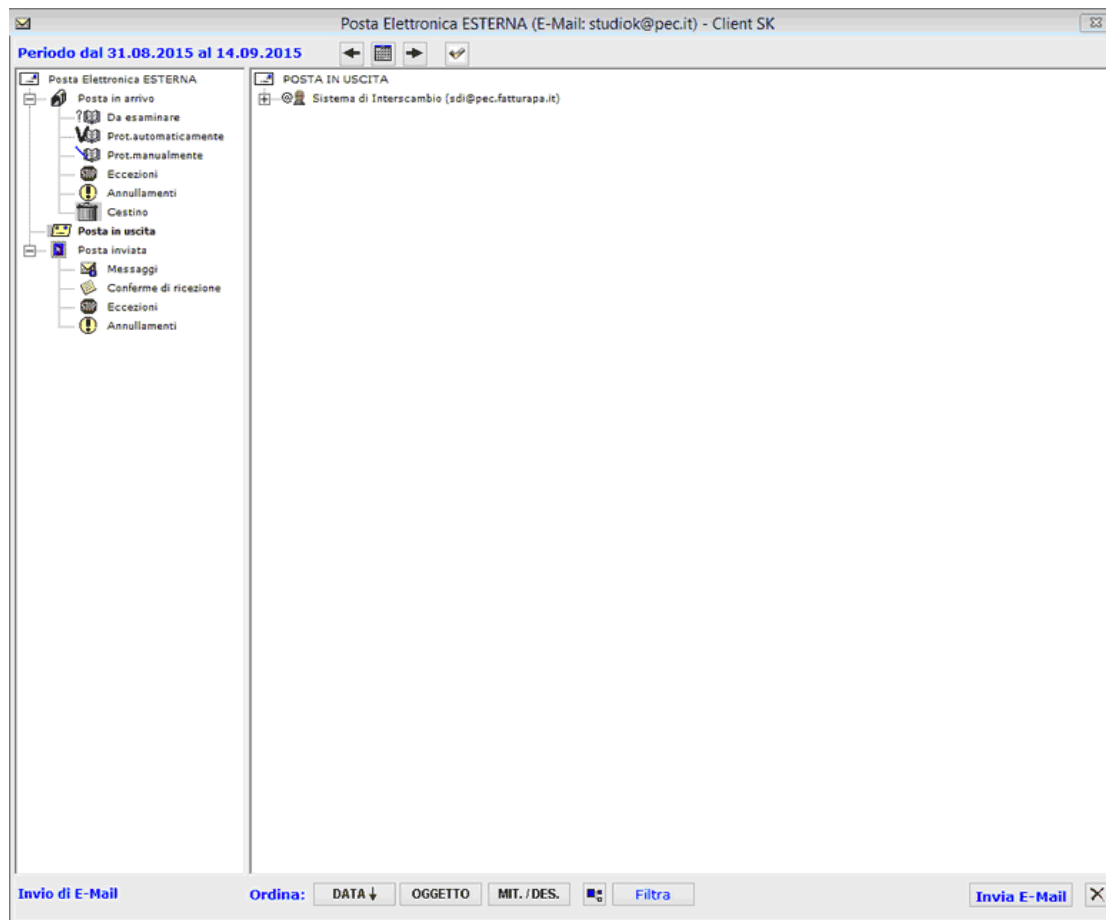 Posta Elettronica ESTERNA (E-Mail: studiok@pec.it) - Client SK
Periodo dal 31.08.2015 al 14.09.2015
Posta Elettronica ESTERNA
Posta in arrivo
Da esaminare
Prot.automaticamente
Prot.manualmente
Eccezioni
Annullamenti
Cestino
Posta in uscita
Posta inviata
Messaggi
Conferme di ricezione
Eccezioni
Annullamenti
POSTA IN USCITA
Sistema di Interscambio (sdi@pec.fatturapa.it)
Invio di E-Mail
Ordina: DATA↓ OGGETTO MIT. / DES. Filtra Invia E-Mail